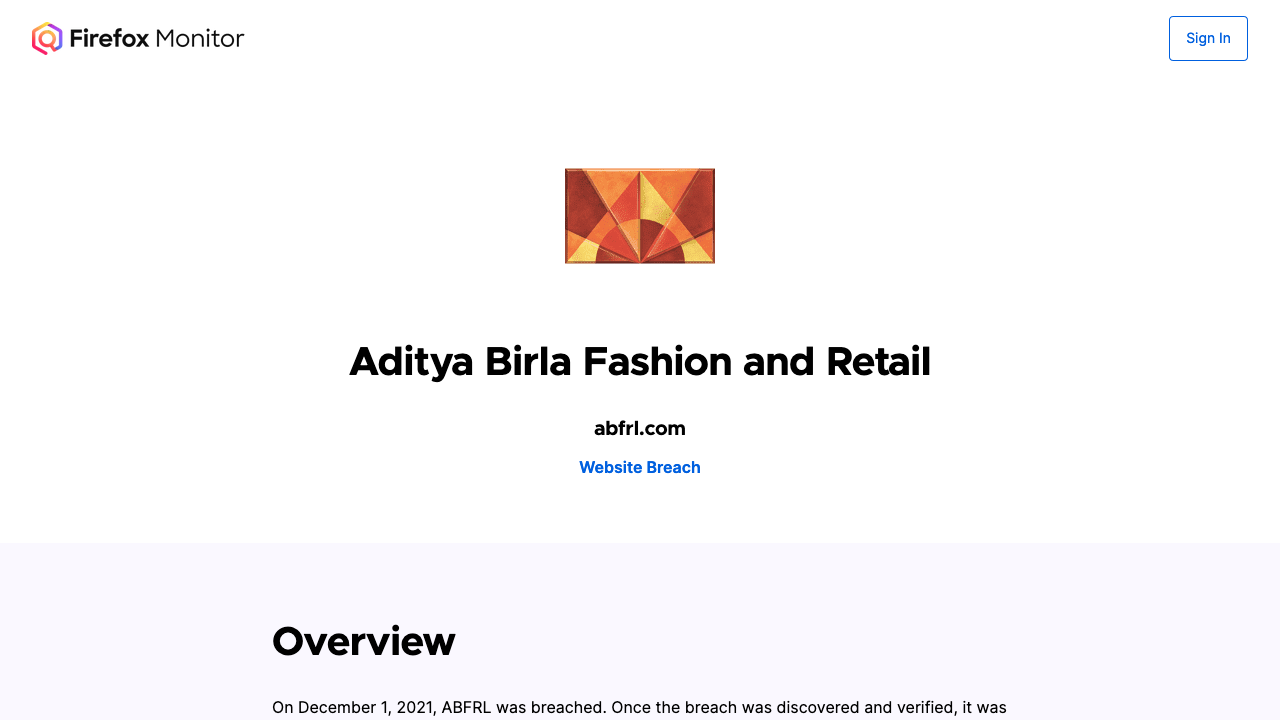 Firefox Monitor
Sign In
Aditya Birla Fashion and Retail
abfrl.com
Website Breach
Overview
On December 1, 2021, ABFRL was breached. Once the breach was discovered and verified, it was